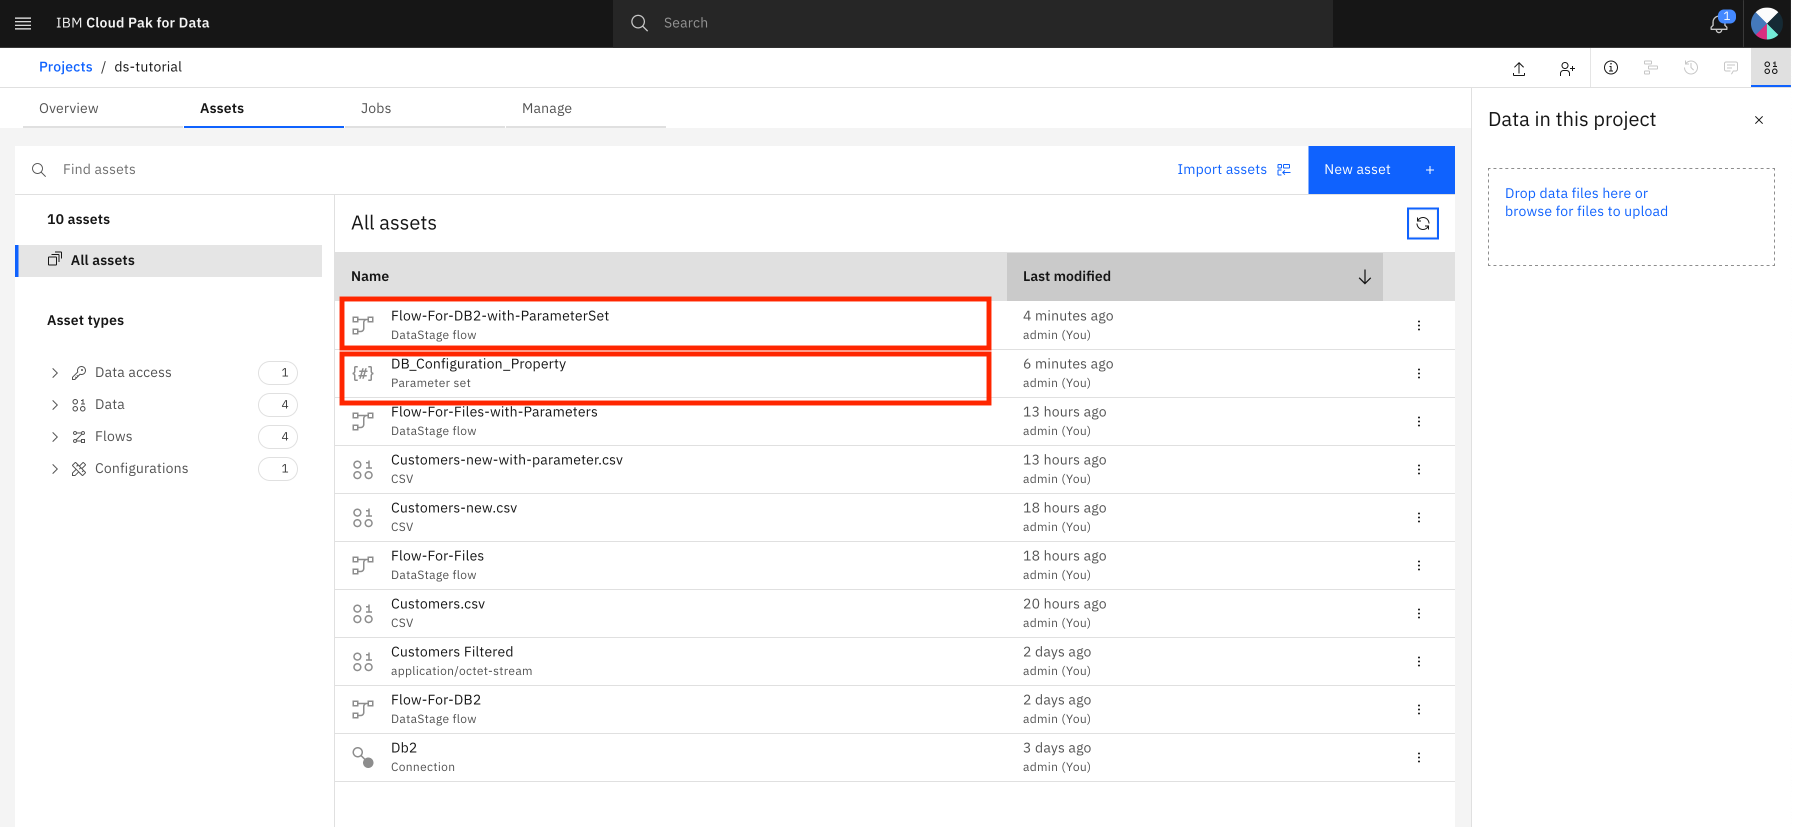 IBM Cloud Pak for Data
Search
1
Projects / ds-tutorial
Overview
Assets
Jobs
Manage
Data in this project
Find assets
Import assets
New asset +
Drop data files here or
browse for files to upload
10 assets
All assets
Asset types
Data access 1
Data 4
Flows 4
Configurations 1
All assets
Name
Last modified
Flow-For-DB2-with-ParameterSet
DataStage flow
4 minutes ago
admin (You)
DB_Configuration_Property
Parameter set
6 minutes ago
admin (You)
Flow-For-Files-with-Parameters
DataStage flow
13 hours ago
admin (You)
Customers-new-with-parameter.csv
CSV
13 hours ago
admin (You)
Customers-new.csv
CSV
18 hours ago
admin (You)
Flow-For-Files
DataStage flow
18 hours ago
admin (You)
Customers.csv
CSV
20 hours ago
admin (You)
Customers Filtered
application/octet-stream
2 days ago
admin (You)
Flow-For-DB2
DataStage flow
2 days ago
admin (You)
Db2
Connection
3 days ago
admin (You)